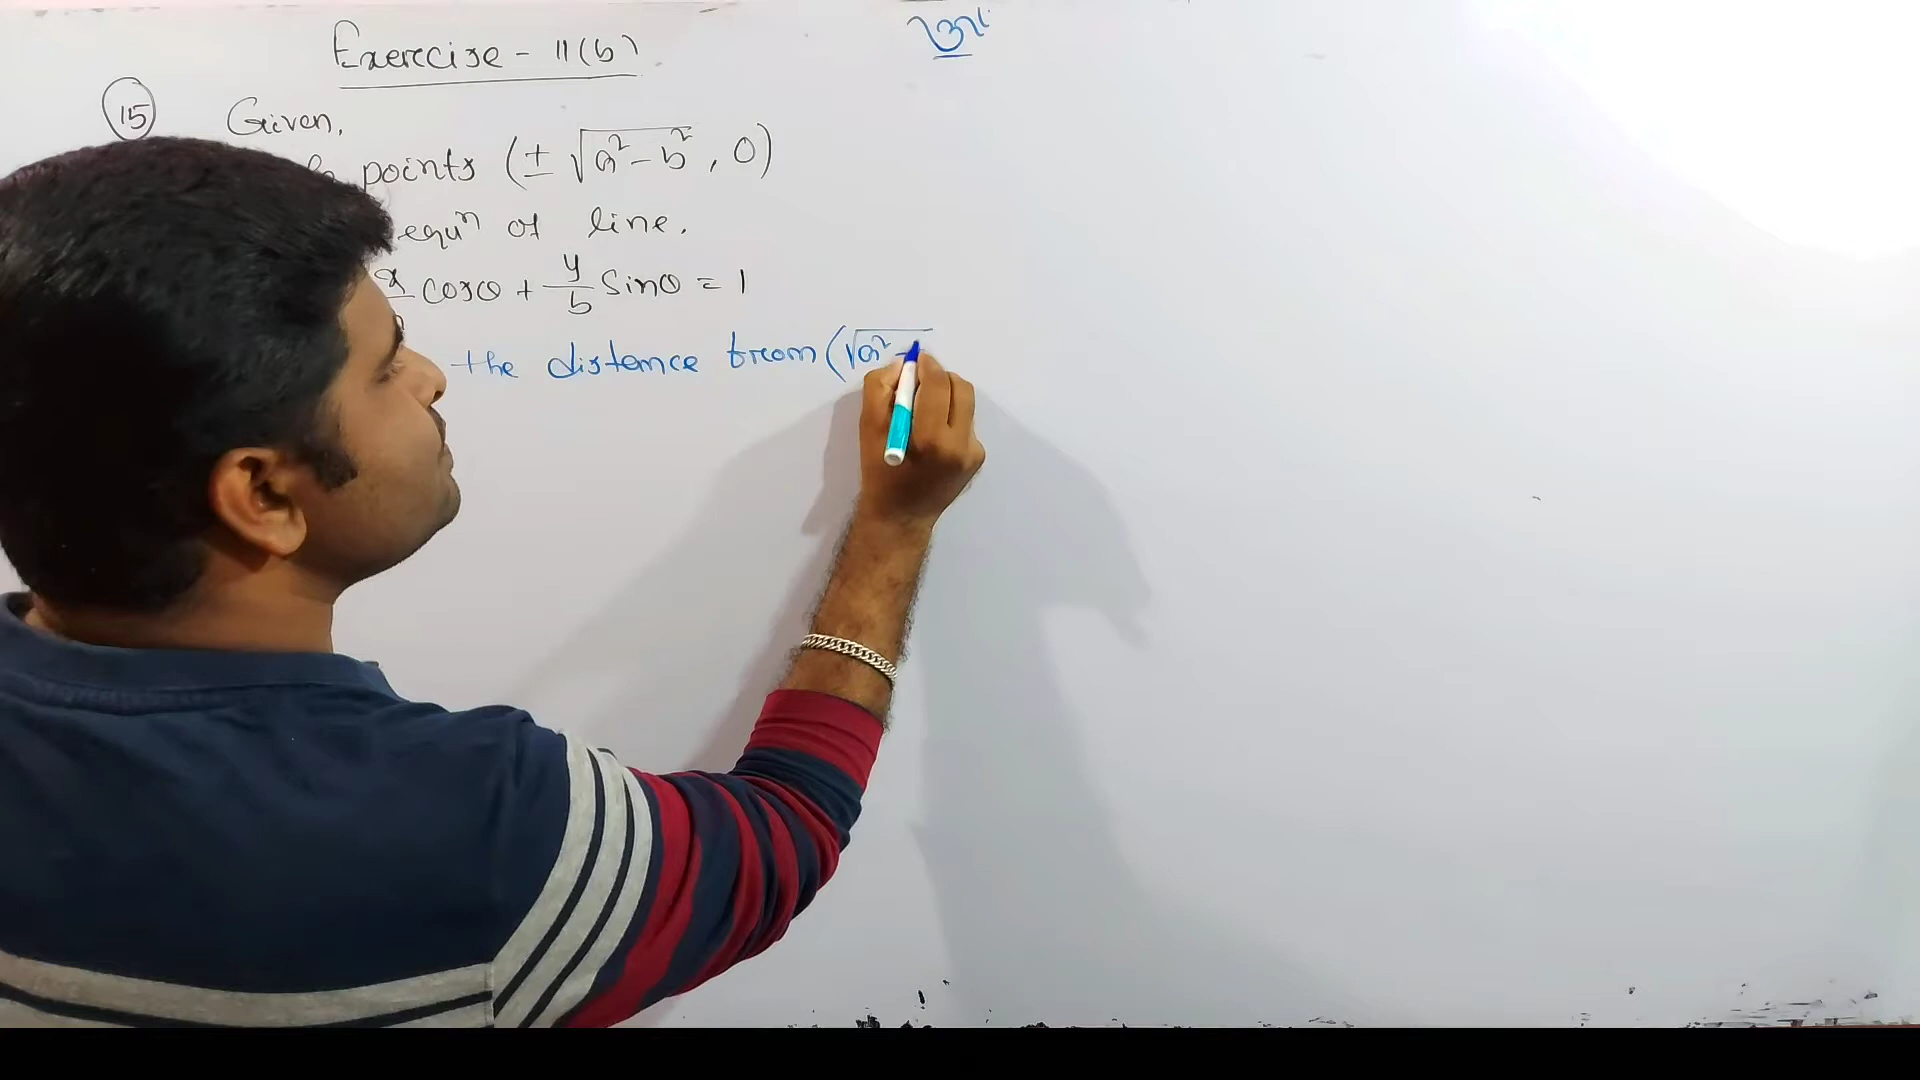 Exercise - 11(b)
15 Given,
points (± √a² - b² , 0)
equⁿ of line.
x cosθ + y/b sinθ = 1
the distance from (√a² -